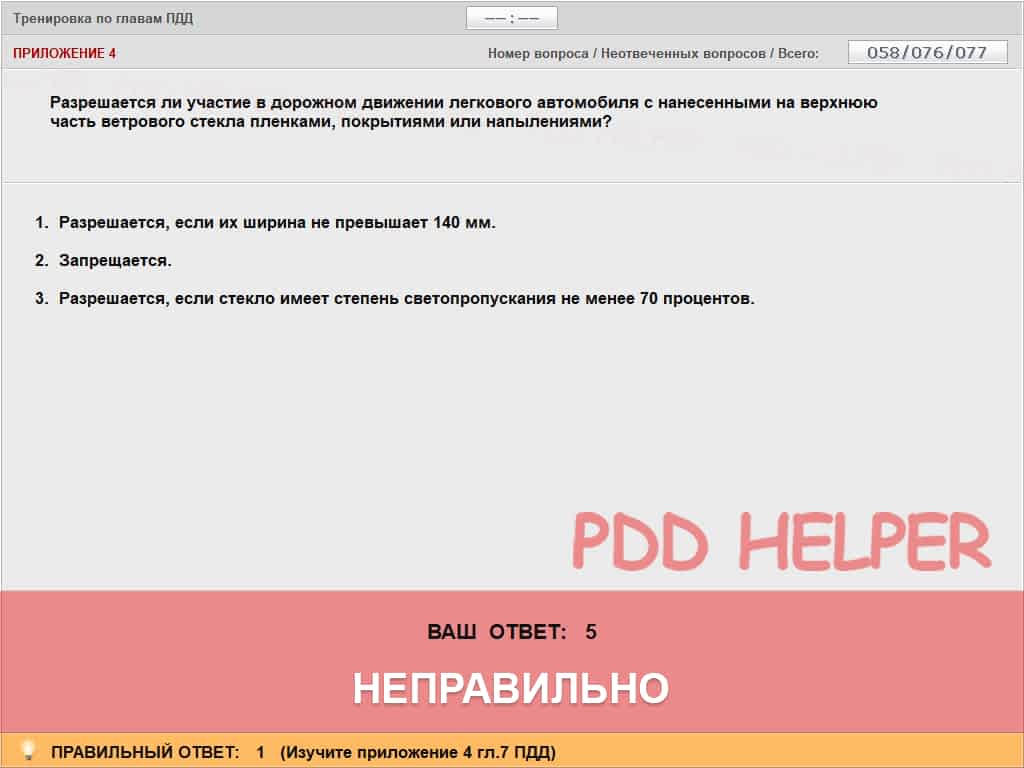 Тренировка по главам ПДД
—— : ——
ПРИЛОЖЕНИЕ 4
Номер вопроса / Неотвеченных вопросов / Всего:
058/076/077
Разрешается ли участие в дорожном движении легкового автомобиля с нанесенными на верхнюю
часть ветрового стекла пленками, покрытиями или напылениями?
1. Разрешается, если их ширина не превышает 140 мм.
2. Запрещается.
3. Разрешается, если стекло имеет степень светопропускания не менее 70 процентов.
PDD HELPER
ВАШ ОТВЕТ: 5
НЕПРАВИЛЬНО
ПРАВИЛЬНЫЙ ОТВЕТ: 1 (Изучите приложение 4 гл.7 ПДД)